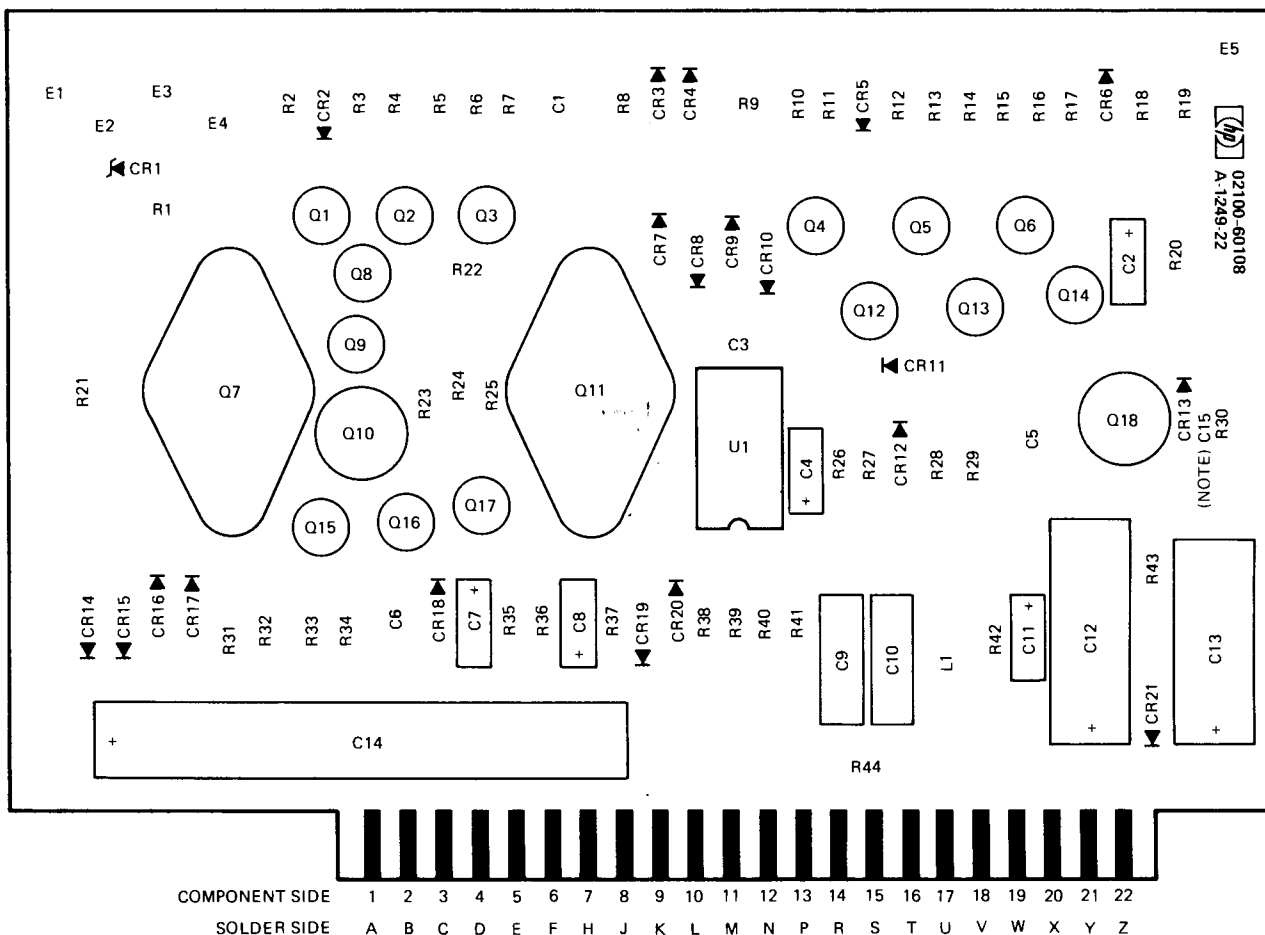 E5
E1 E3 R2 CR2 R3 R4 R5 R6 R7 C1 R8 CR3 CR4 R9 R10 R11 CR5 R12 R13 R14 R15 R16 R17 CR6 R18 R19
E2 E4
hp
02100-60108
A-1249-22
CR1
R1
Q1 Q2 Q3 CR7 CR8 CR9 CR10 Q4 Q5 Q6 + C2 R20
Q8 R22
Q12 Q13 Q14
Q9 C3
CR11
R21 Q7 R23 R24 R25 Q11
Q10 U1 C4 + R26 R27 CR12 R28 R29 C5 Q18 CR13 (NOTE) C15 R30
Q15 Q16 Q17
CR14 CR15 CR16 CR17 R31 R32 R33 R34 C6 CR18 C7 + R35 R36 C8 + R37 CR19 CR20 R38 R39 R40 R41 C9 C10 L1 R42 C11 + C12 + R43 C13 +
CR21
+ C14
R44
COMPONENT SIDE 1 2 3 4 5 6 7 8 9 10 11 12 13 14 15 16 17 18 19 20 21 22
SOLDER SIDE A B C D E F H J K L M N P R S T U V W X Y Z